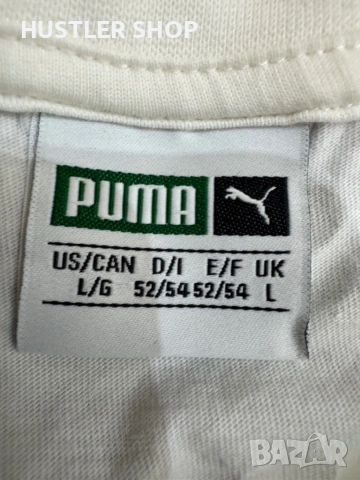 HUSTLER SHOP
PUMA
US/CAN D/I E/F UK
L/G 52/54 52/54 L
BAZAR